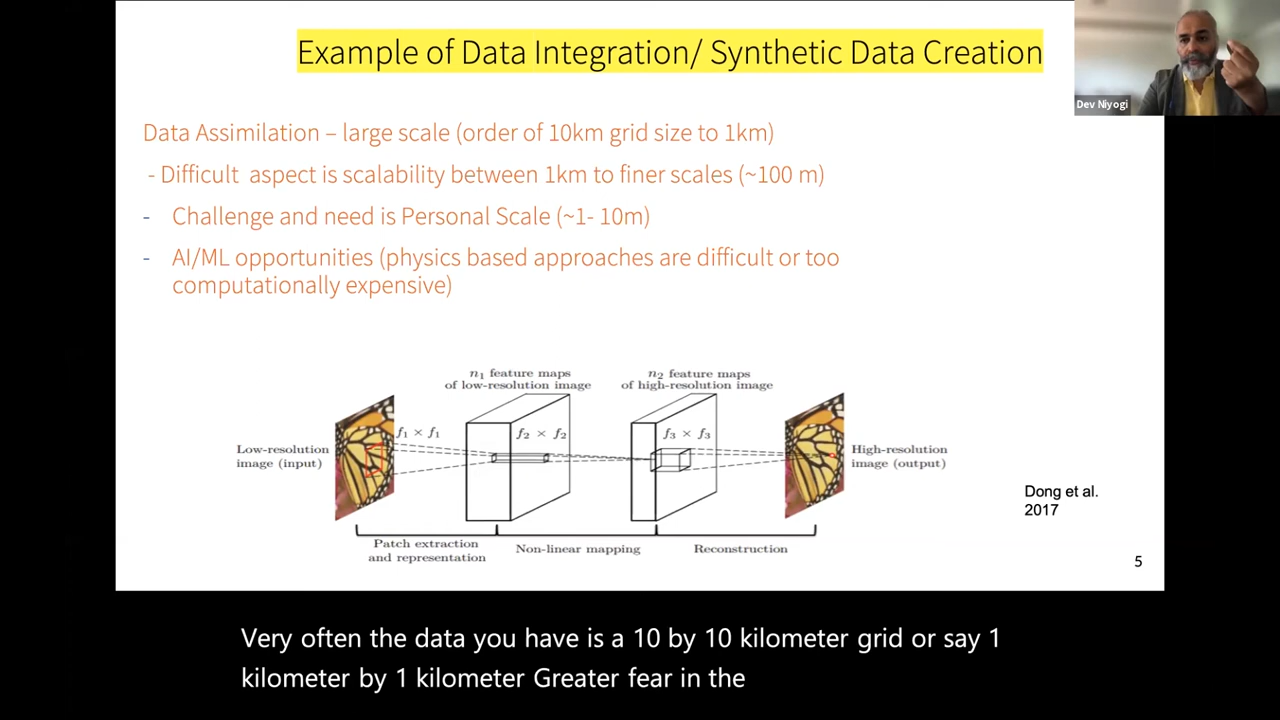 Example of Data Integration/ Synthetic Data Creation
Dev Niyogi
Data Assimilation – large scale (order of 10km grid size to 1km)
- Difficult aspect is scalability between 1km to finer scales (~100 m)
- Challenge and need is Personal Scale (~1- 10m)
- AI/ML opportunities (physics based approaches are difficult or too
computationally expensive)
n₁ feature maps
of low-resolution image
n₂ feature maps
of high-resolution image
f₁ × f₁
f₂ × f₂
f₃ × f₃
Low-resolution
image (input)
High-resolution
image (output)
Patch extraction
and representation
Non-linear mapping
Reconstruction
Dong et al.
2017
5
Very often the data you have is a 10 by 10 kilometer grid or say 1
kilometer by 1 kilometer Greater fear in the